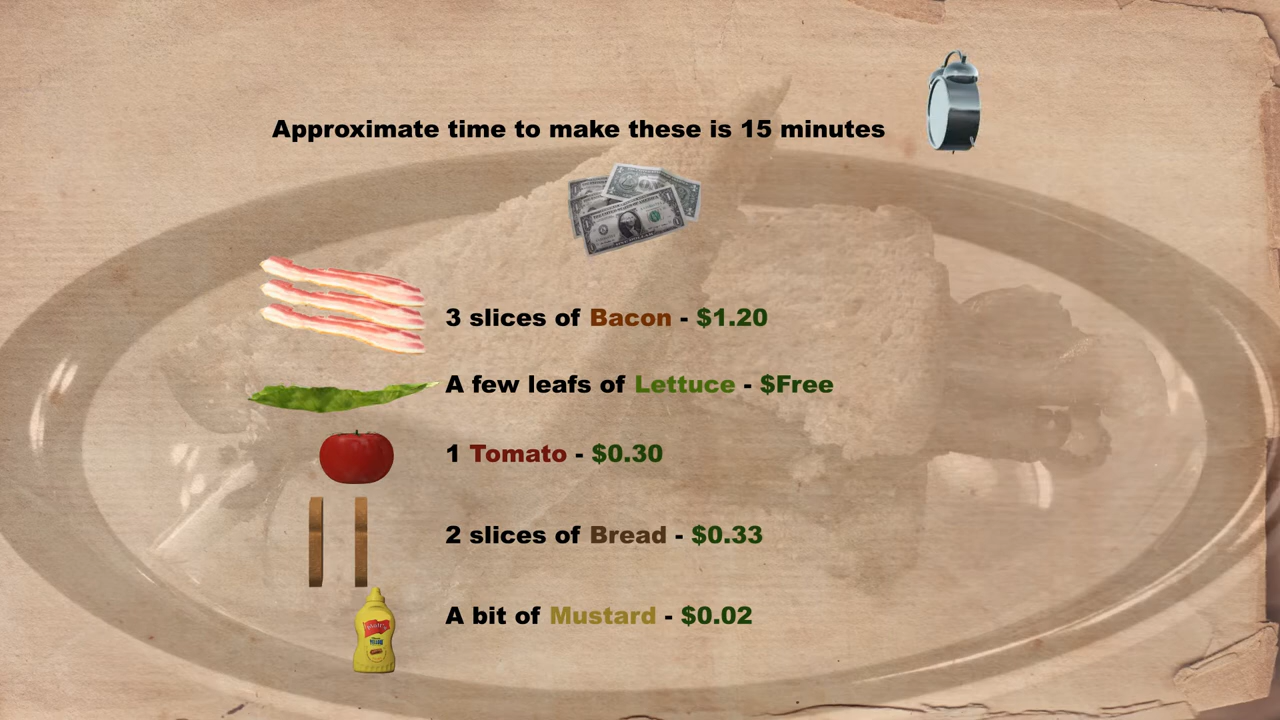 Approximate time to make these is 15 minutes
3 slices of Bacon - $1.20
A few leafs of Lettuce - $Free
1 Tomato - $0.30
2 slices of Bread - $0.33
A bit of Mustard - $0.02